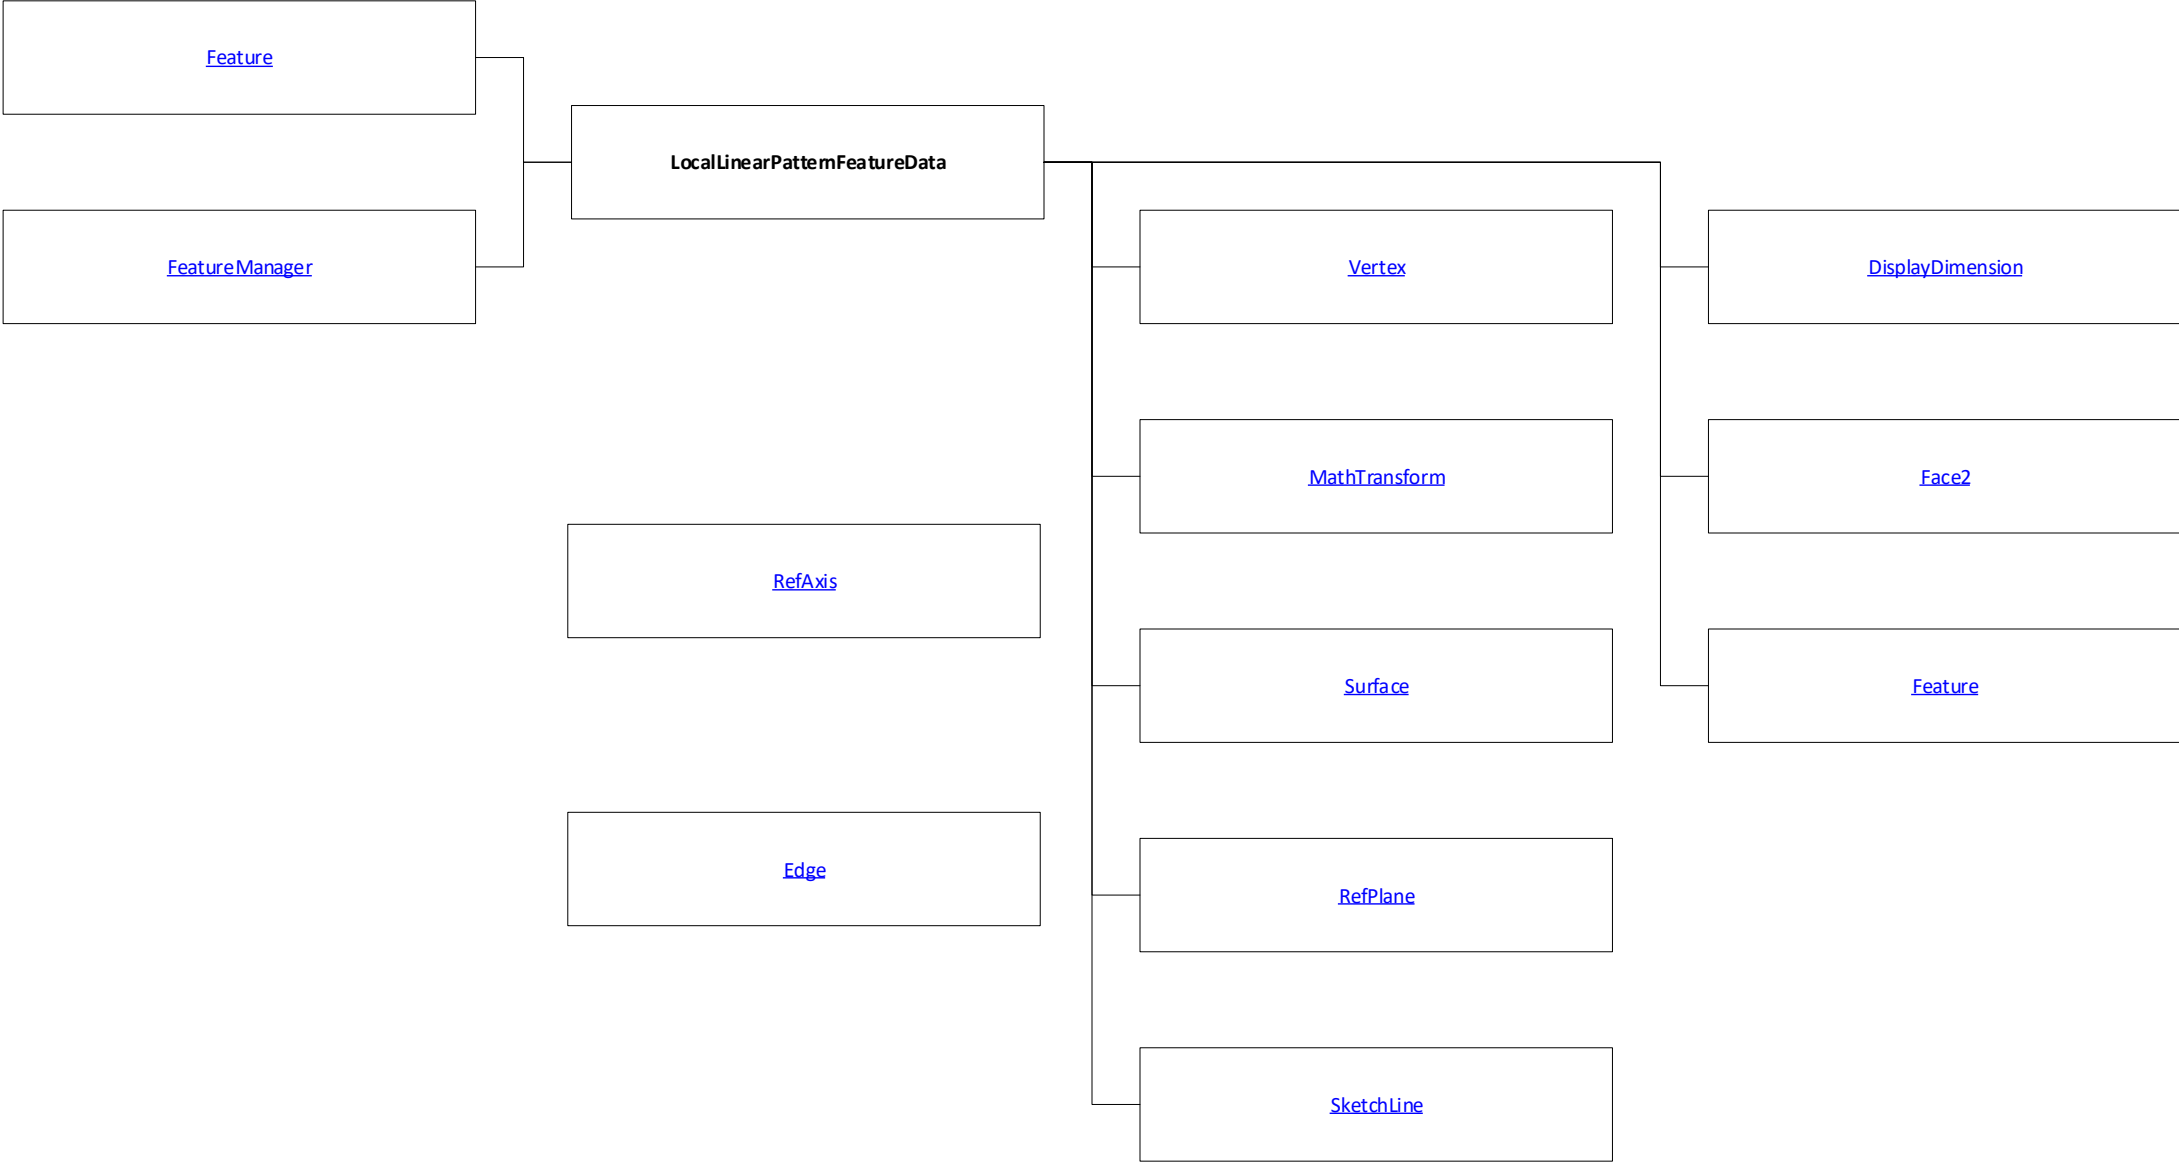 Feature
LocalLinearPatternFeatureData
FeatureManager
Vertex
DisplayDimension
MathTransform
Face2
RefAxis
Surface
Feature
Edge
RefPlane
SketchLine